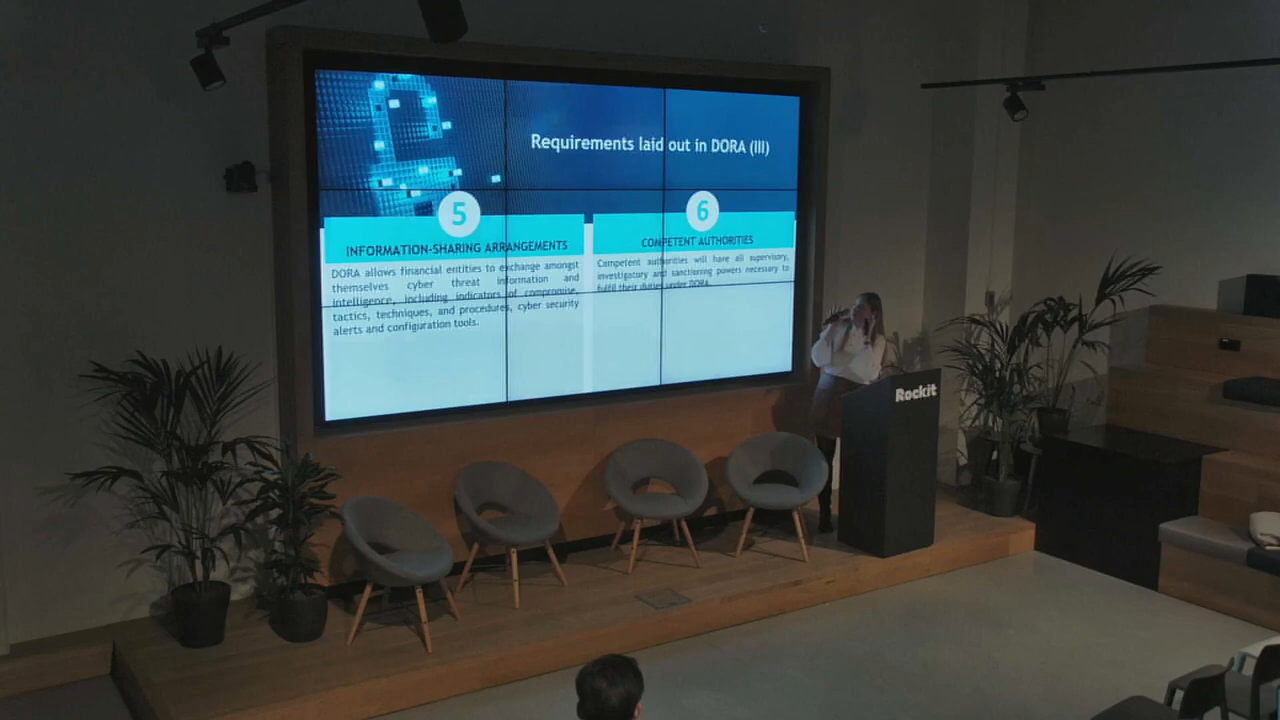 Requirements laid out in DORA (III)
5
INFORMATION-SHARING ARRANGEMENTS
DORA allows financial entities to exchange amongst
themselves cyber threat information and
intelligence, including indicators of compromise,
tactics, techniques, and procedures, cyber security
alerts and configuration tools.
6
COMPETENT AUTHORITIES
Competent authorities will have all supervisory,
investigatory and sanctioning powers necessary to
fulfil their duties under DORA.
Rockit